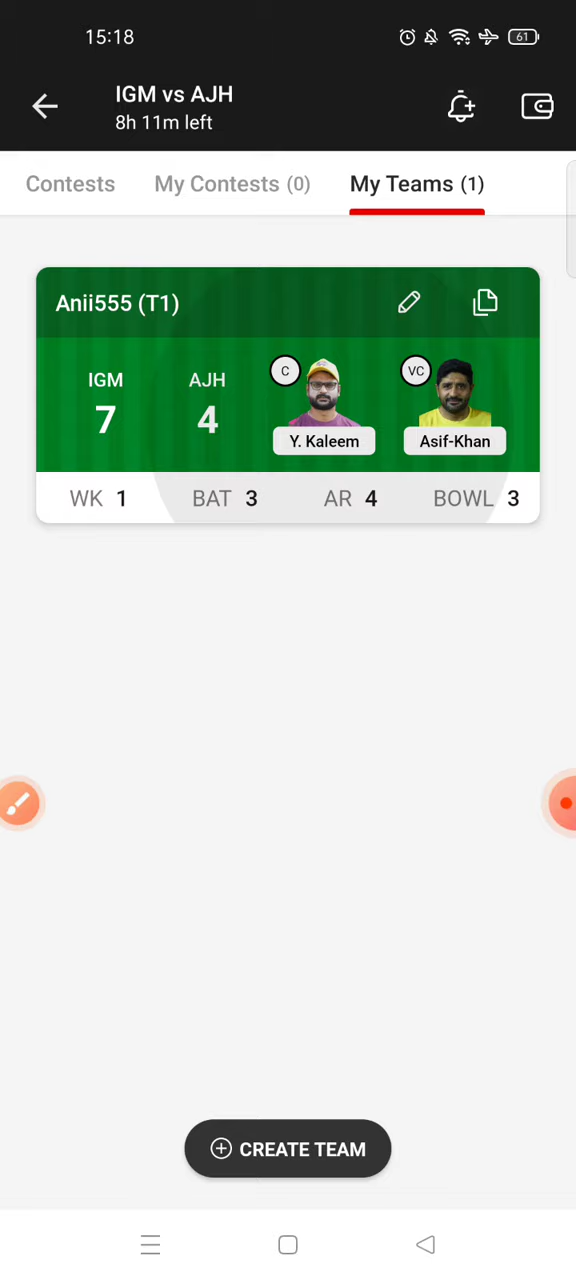 15:18
61
IGM vs AJH
8h 11m left
Contests
My Contests (0)
My Teams (1)
Anii555 (T1)
IGM
AJH
C
VC
7
4
Y. Kaleem
Asif-Khan
WK 1
BAT 3
AR 4
BOWL 3
CREATE TEAM